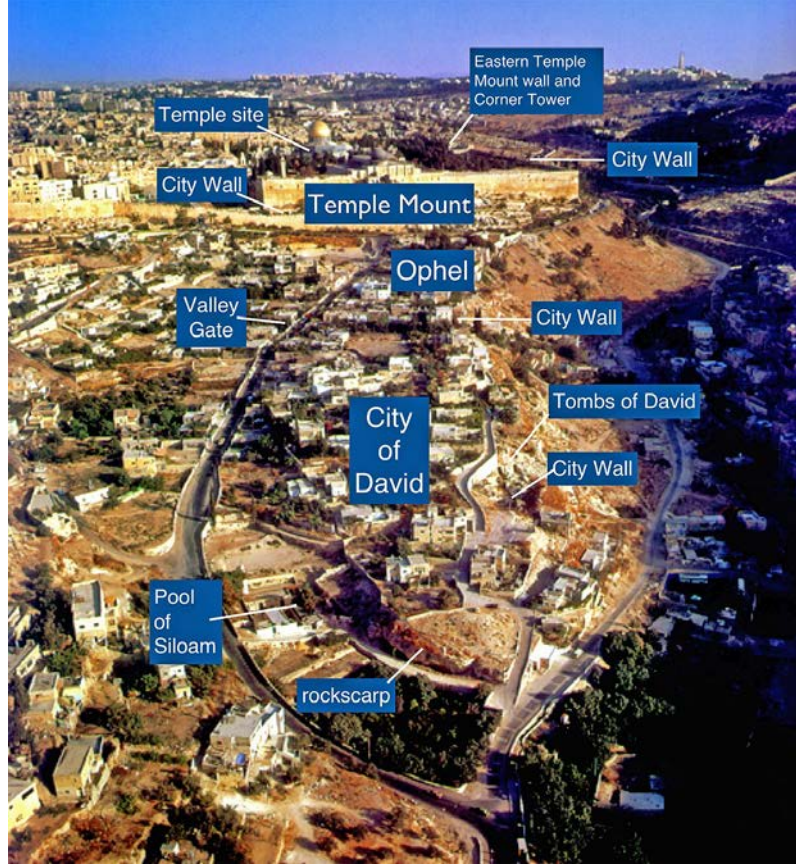 Eastern Temple
Mount wall and
Corner Tower
Temple site
City Wall
City Wall
Temple Mount
Ophel
Valley
Gate
City Wall
City
of
David
Tombs of David
City Wall
Pool
of
Siloam
rockscarp